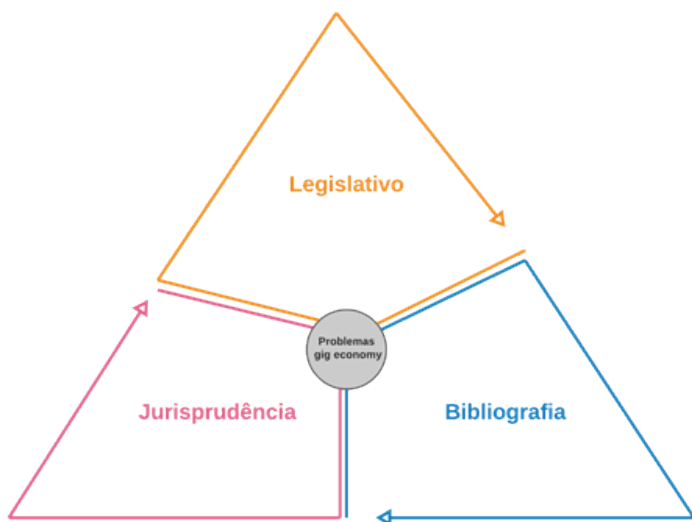 Legislativo
Problemas
gig economy
Jurisprudência
Bibliografia